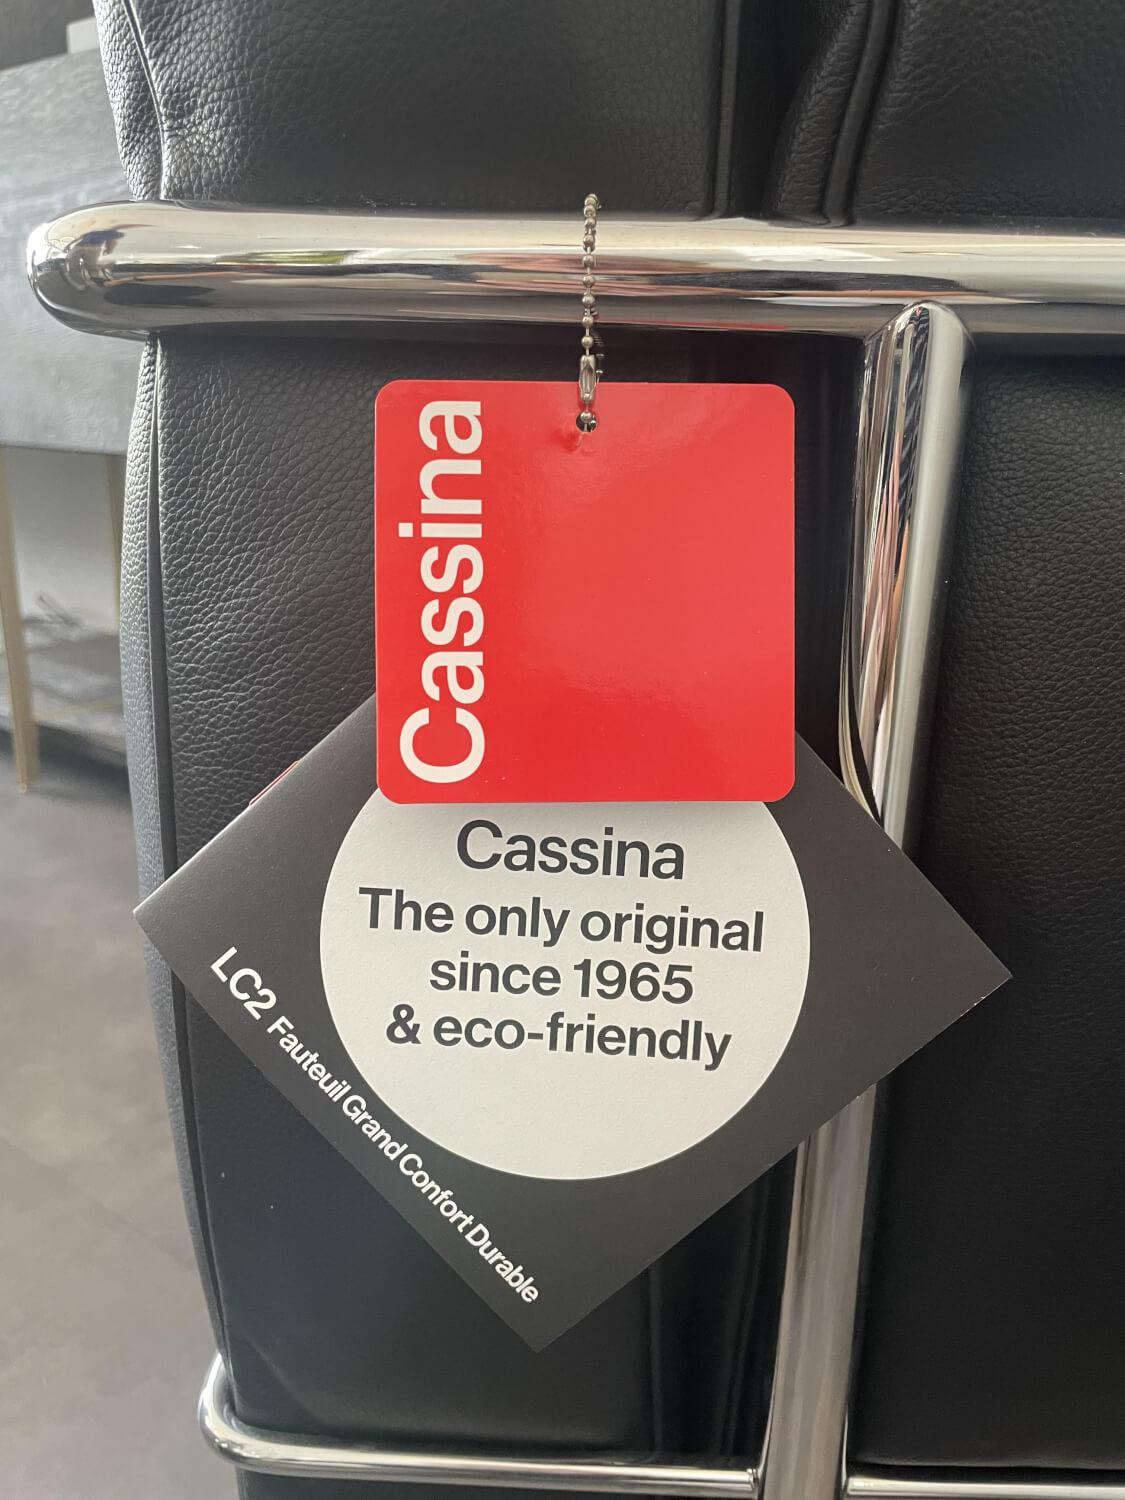 Cassina
Cassina
The only original
since 1965
& eco-friendly
LC2 Fauteuil Grand Confort Durable